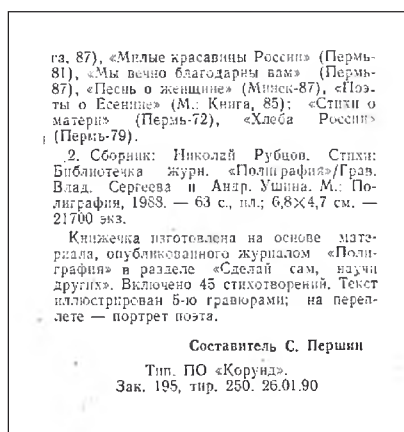 га, 87), «Милые красавицы России» (Пермь-
81), «Мы вечно благодарны вам» (Пермь-
87), «Песнь о женщине» (Минск-87), «Поэ-
ты о Есенине» (М.: Книга, 85); «Стихи о
матери» (Пермь-72), «Хлеба России»
(Пермь-79).
2. Сборник: Николай Рубцов. Стихи:
Библиотечка журн. «Полиграфия»/Грав.
Влад. Сергеева и Андр. Ушина. М.: По-
лиграфия, 1988. — 63 с., ил.; 6,8×4,7 см. —
21700 экз.
Книжечка изготовлена на основе мате-
риала, опубликованного журналом «Поли-
графия» в разделе «Сделай сам, научи
других». Включено 45 стихотворений. Текст
иллюстрирован 5-ю гравюрами; на переп-
лете — портрет поэта.
Составитель С. Першин
Тип. ПО «Корунд».
Зак. 195, тир. 250. 26.01.90